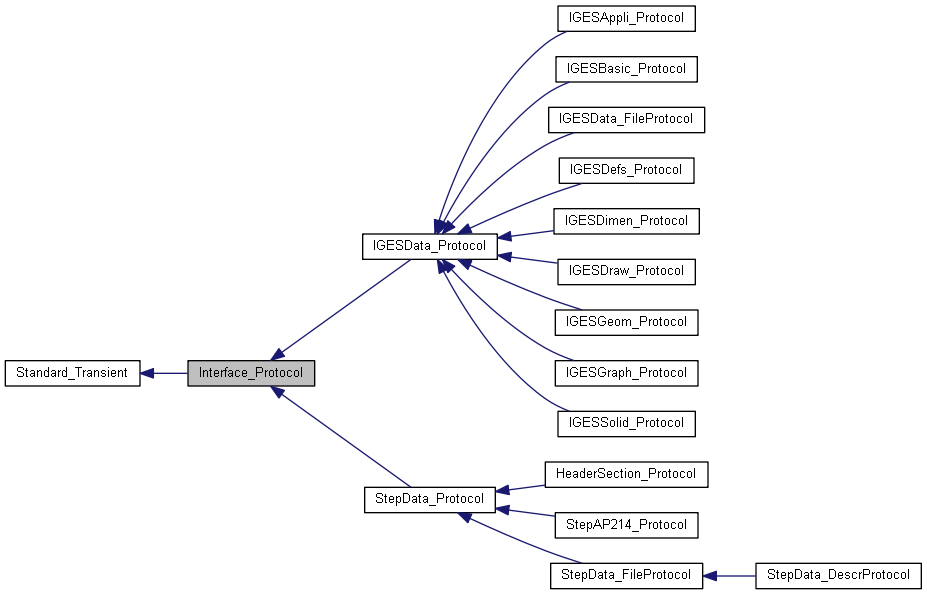 IGESAppli_Protocol
IGESBasic_Protocol
IGESData_FileProtocol
IGESDefs_Protocol
IGESDimen_Protocol
IGESData_Protocol
IGESDraw_Protocol
IGESGeom_Protocol
Standard_Transient
Interface_Protocol
IGESGraph_Protocol
IGESSolid_Protocol
HeaderSection_Protocol
StepData_Protocol
StepAP214_Protocol
StepData_FileProtocol
StepData_DescrProtocol